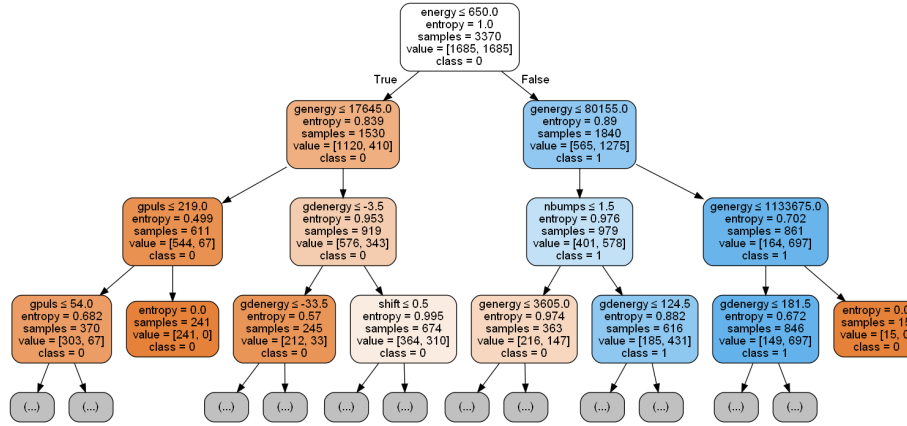 energy ≤ 650.0
entropy = 1.0
samples = 3370
value = [1685, 1685]
class = 0
True
False
genergy ≤ 17645.0
entropy = 0.839
samples = 1530
value = [1120, 410]
class = 0
genergy ≤ 80155.0
entropy = 0.89
samples = 1840
value = [565, 1275]
class = 1
gpuls ≤ 219.0
entropy = 0.499
samples = 611
value = [544, 67]
class = 0
gdenergy ≤ -3.5
entropy = 0.953
samples = 919
value = [576, 343]
class = 0
nbumps ≤ 1.5
entropy = 0.976
samples = 979
value = [401, 578]
class = 1
genergy ≤ 1133675.0
entropy = 0.702
samples = 861
value = [164, 697]
class = 1
gpuls ≤ 54.0
entropy = 0.682
samples = 370
value = [303, 67]
class = 0
entropy = 0.0
samples = 241
value = [241, 0]
class = 0
gdenergy ≤ -33.5
entropy = 0.57
samples = 245
value = [212, 33]
class = 0
shift ≤ 0.5
entropy = 0.995
samples = 674
value = [364, 310]
class = 0
genergy ≤ 3605.0
entropy = 0.974
samples = 363
value = [216, 147]
class = 0
gdenergy ≤ 124.5
entropy = 0.882
samples = 616
value = [185, 431]
class = 1
gdenergy ≤ 181.5
entropy = 0.672
samples = 846
value = [149, 697]
class = 1
entropy = 0.0
samples = 15
value = [15, 0
class = 0
(...)
(...)
(...)
(...)
(...)
(...)
(...)
(...)
(...)
(...)
(...)
(...)